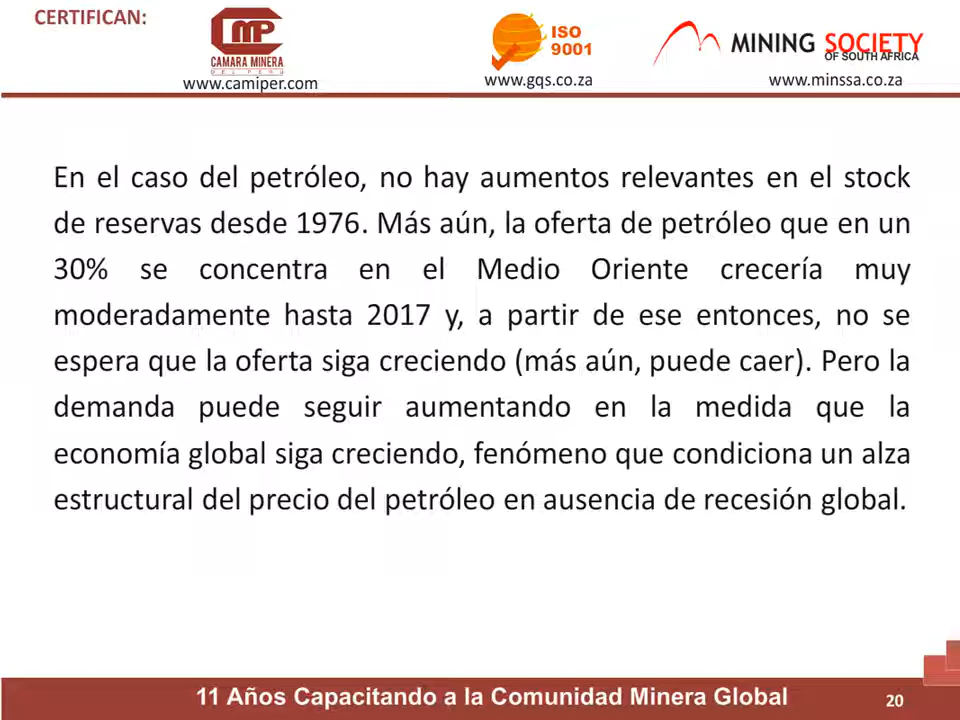 CERTIFICAN:
CMP
CAMARA MINERA
DEL PERU
www.camiper.com
ISO
9001
www.gqs.co.za
MINING SOCIETY
OF SOUTH AFRICA
www.minssa.co.za
En el caso del petróleo, no hay aumentos relevantes en el stock
de reservas desde 1976. Más aún, la oferta de petróleo que en un
30% se concentra en el Medio Oriente crecería muy
moderadamente hasta 2017 y, a partir de ese entonces, no se
espera que la oferta siga creciendo (más aún, puede caer). Pero la
demanda puede seguir aumentando en la medida que la
economía global siga creciendo, fenómeno que condiciona un alza
estructural del precio del petróleo en ausencia de recesión global.
11 Años Capacitando a la Comunidad Minera Global
20